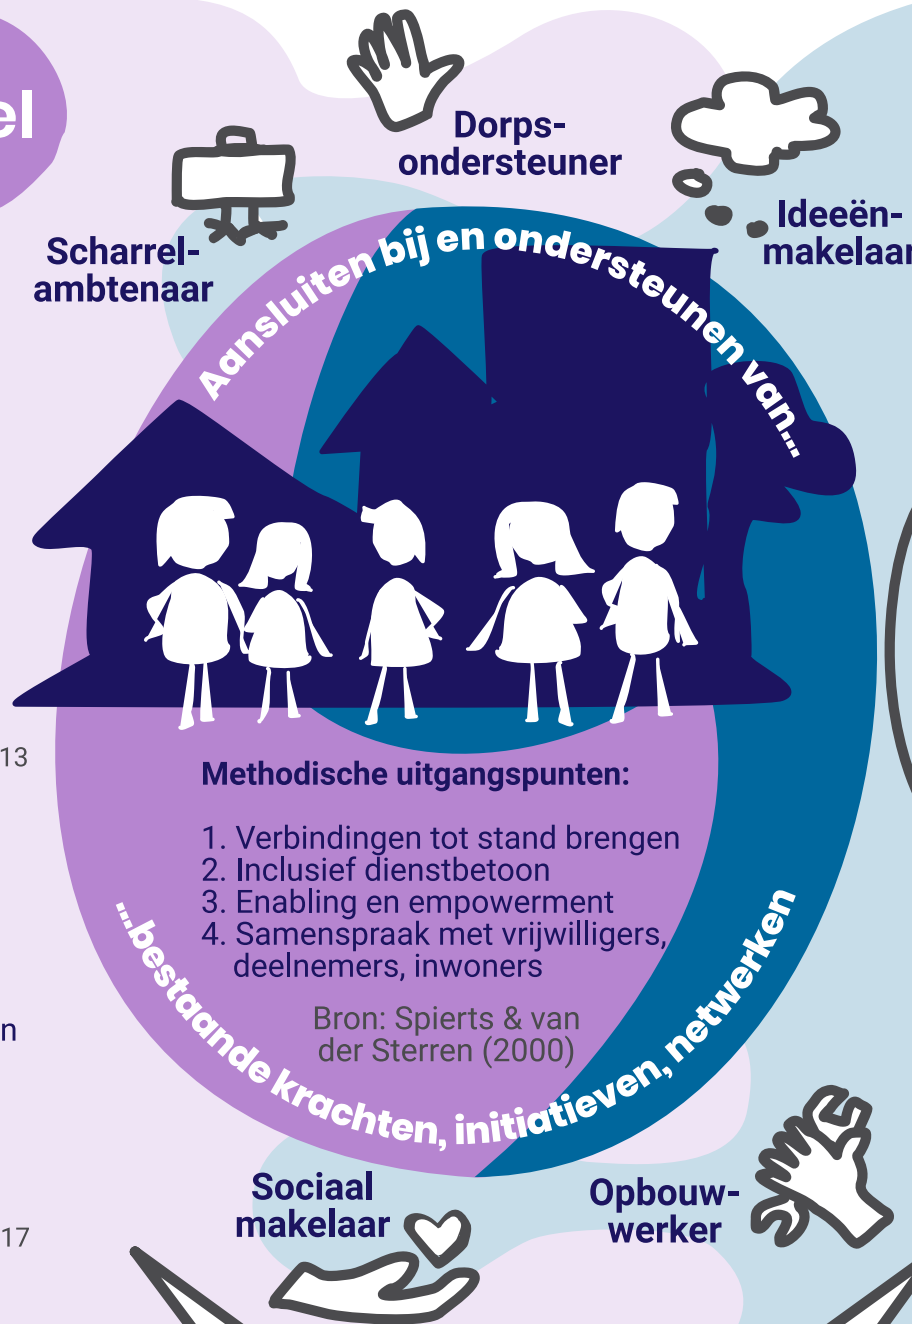 el
Dorps-
ondersteuner
Ideeën-
makelaar
Scharrel-
ambtenaar
Aansluiten bij en ondersteunen van...
13
Methodische uitgangspunten:
1. Verbindingen tot stand brengen
2. Inclusief dienstbetoon
3. Enabling en empowerment
4. Samenspraak met vrijwilligers,
deelnemers, inwoners
Bron: Spierts & van
der Sterren (2000)
n
...bestaande krachten, initiatieven, netwerken
Sociaal
makelaar
Opbouw-
werker
17